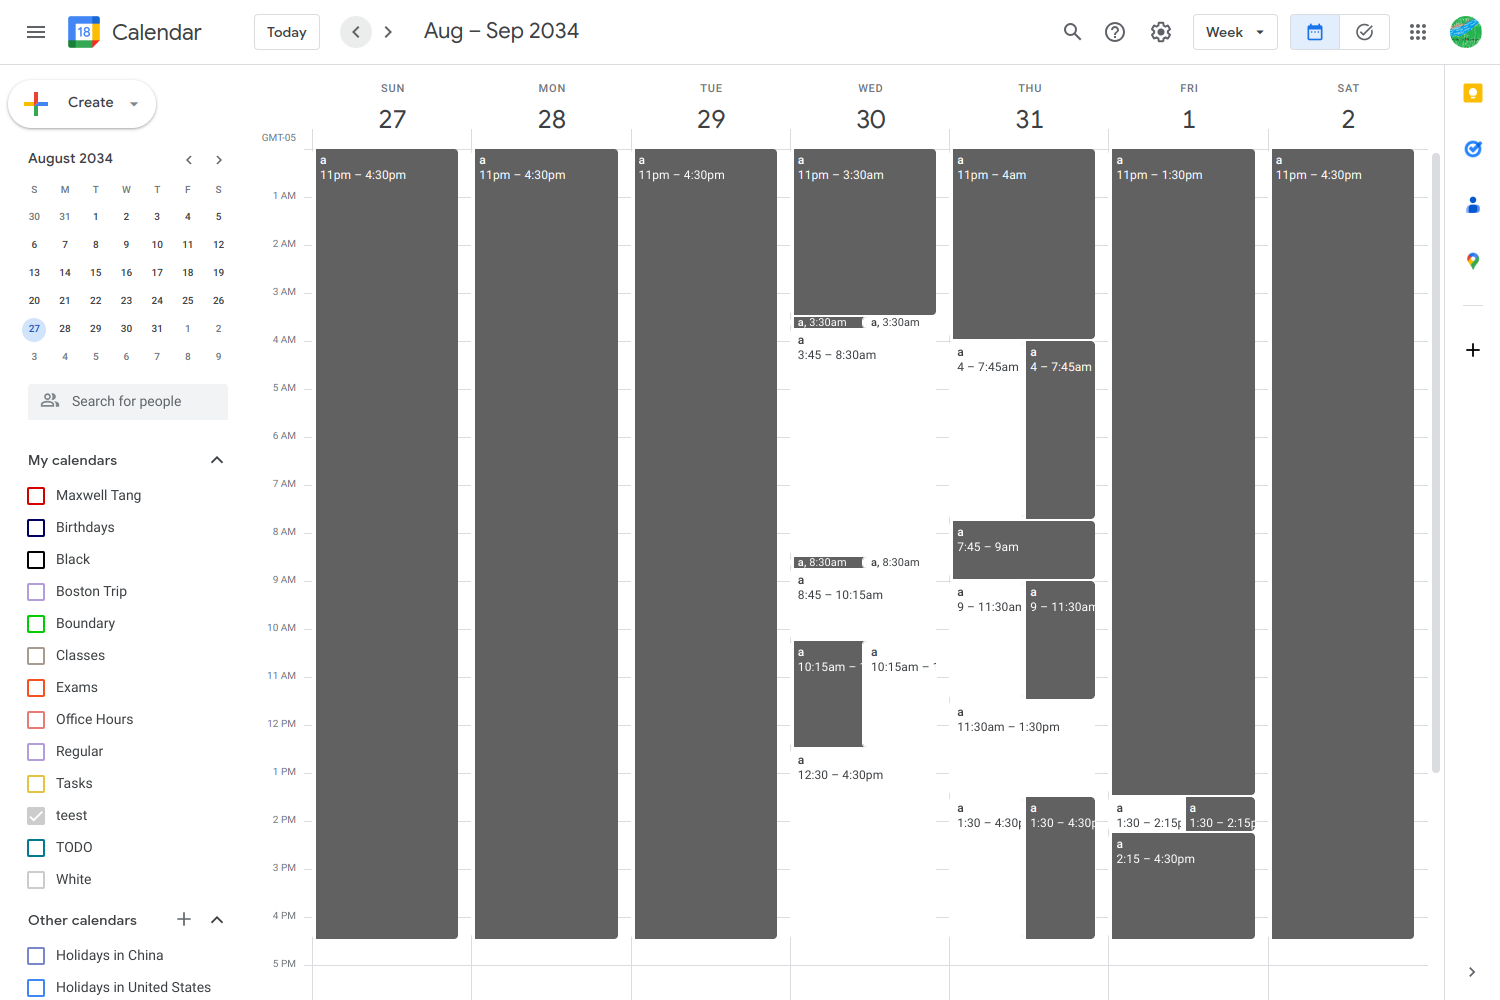 18 Calendar Today Aug – Sep 2034 Week
Create
August 2034
S M T W T F S
30 31 1 2 3 4 5
6 7 8 9 10 11 12
13 14 15 16 17 18 19
20 21 22 23 24 25 26
27 28 29 30 31 1 2
3 4 5 6 7 8 9
Search for people
My calendars
Maxwell Tang
Birthdays
Black
Boston Trip
Boundary
Classes
Exams
Office Hours
Regular
Tasks
teest
TODO
White
Other calendars
Holidays in China
Holidays in United States
GMT-05
1 AM
2 AM
3 AM
4 AM
5 AM
6 AM
7 AM
8 AM
9 AM
10 AM
11 AM
12 PM
1 PM
2 PM
3 PM
4 PM
5 PM
SUN
27
a
11pm – 4:30pm
MON
28
a
11pm – 4:30pm
TUE
29
a
11pm – 4:30pm
WED
30
a
11pm – 3:30am
a, 3:30am
a, 3:30am
a
3:45 – 8:30am
a, 8:30am
a, 8:30am
a
8:45 – 10:15am
a
10:15am –
a
10:15am –
a
12:30 – 4:30pm
THU
31
a
11pm – 4am
a
4 – 7:45am
a
4 – 7:45am
a
7:45 – 9am
a
9 – 11:30am
a
9 – 11:30am
a
11:30am – 1:30pm
a
1:30 – 4:30p
a
1:30 – 4:30p
FRI
1
a
11pm – 1:30pm
a
1:30 – 2:15p
a
1:30 – 2:15p
a
2:15 – 4:30pm
SAT
2
a
11pm – 4:30pm